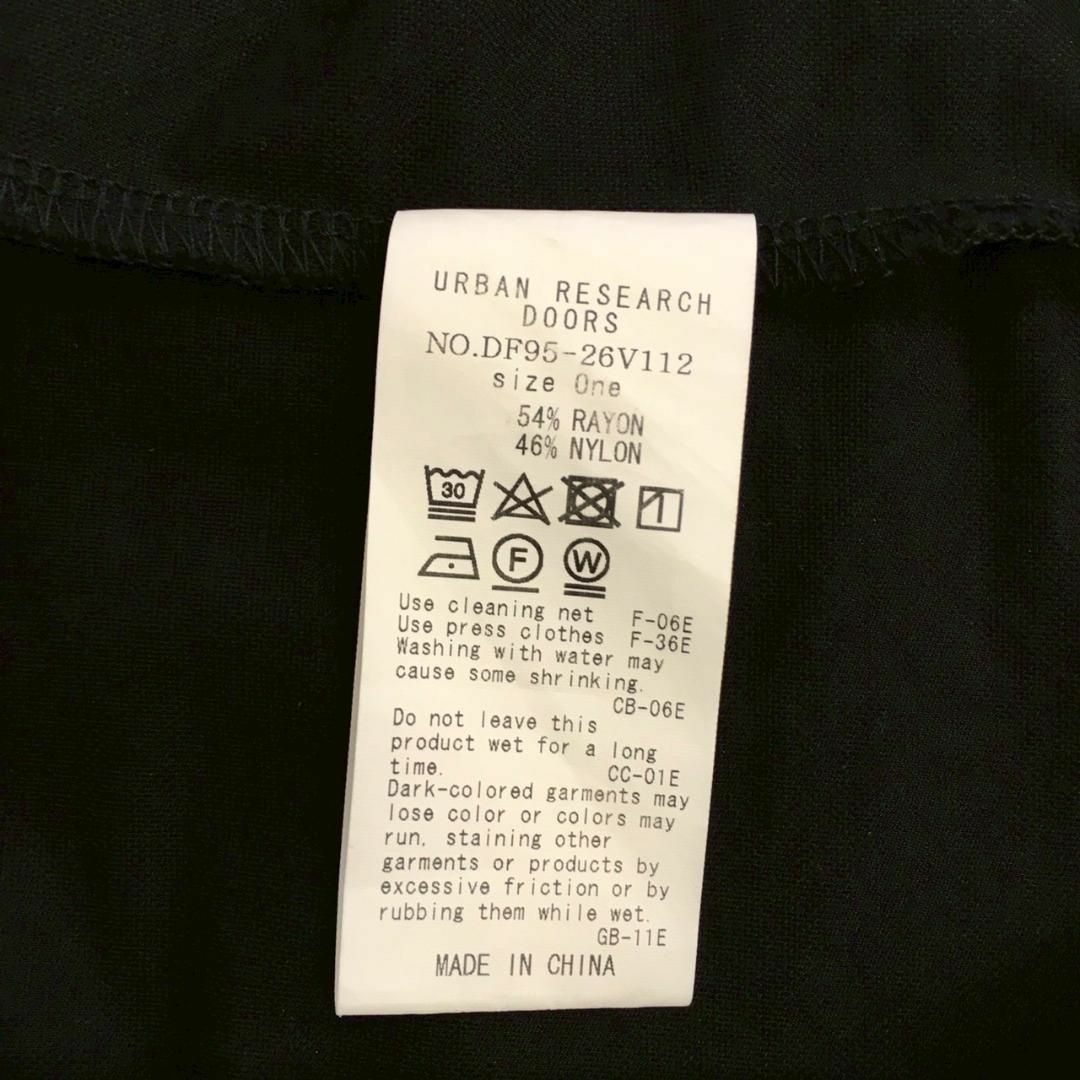 URBAN RESEARCH
DOORS
NO.DF95-26V112
size One
54% RAYON
46% NYLON
30
F W
Use cleaning net F-06E
Use press clothes F-36E
Washing with water may
cause some shrinking.
CB-06E
Do not leave this
product wet for a long
time. CC-01E
Dark-colored garments may
lose color or colors may
run, staining other
garments or products by
excessive friction or by
rubbing them while wet.
GB-11E
MADE IN CHINA